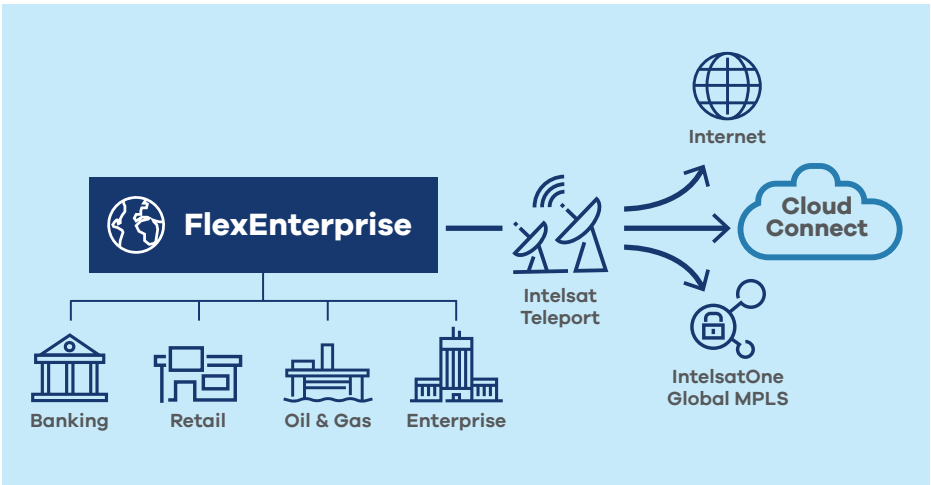 Internet
FlexEnterprise
Cloud
Connect
Intelsat
Teleport
IntelsatOne
Global MPLS
Banking
Retail
Oil & Gas
Enterprise